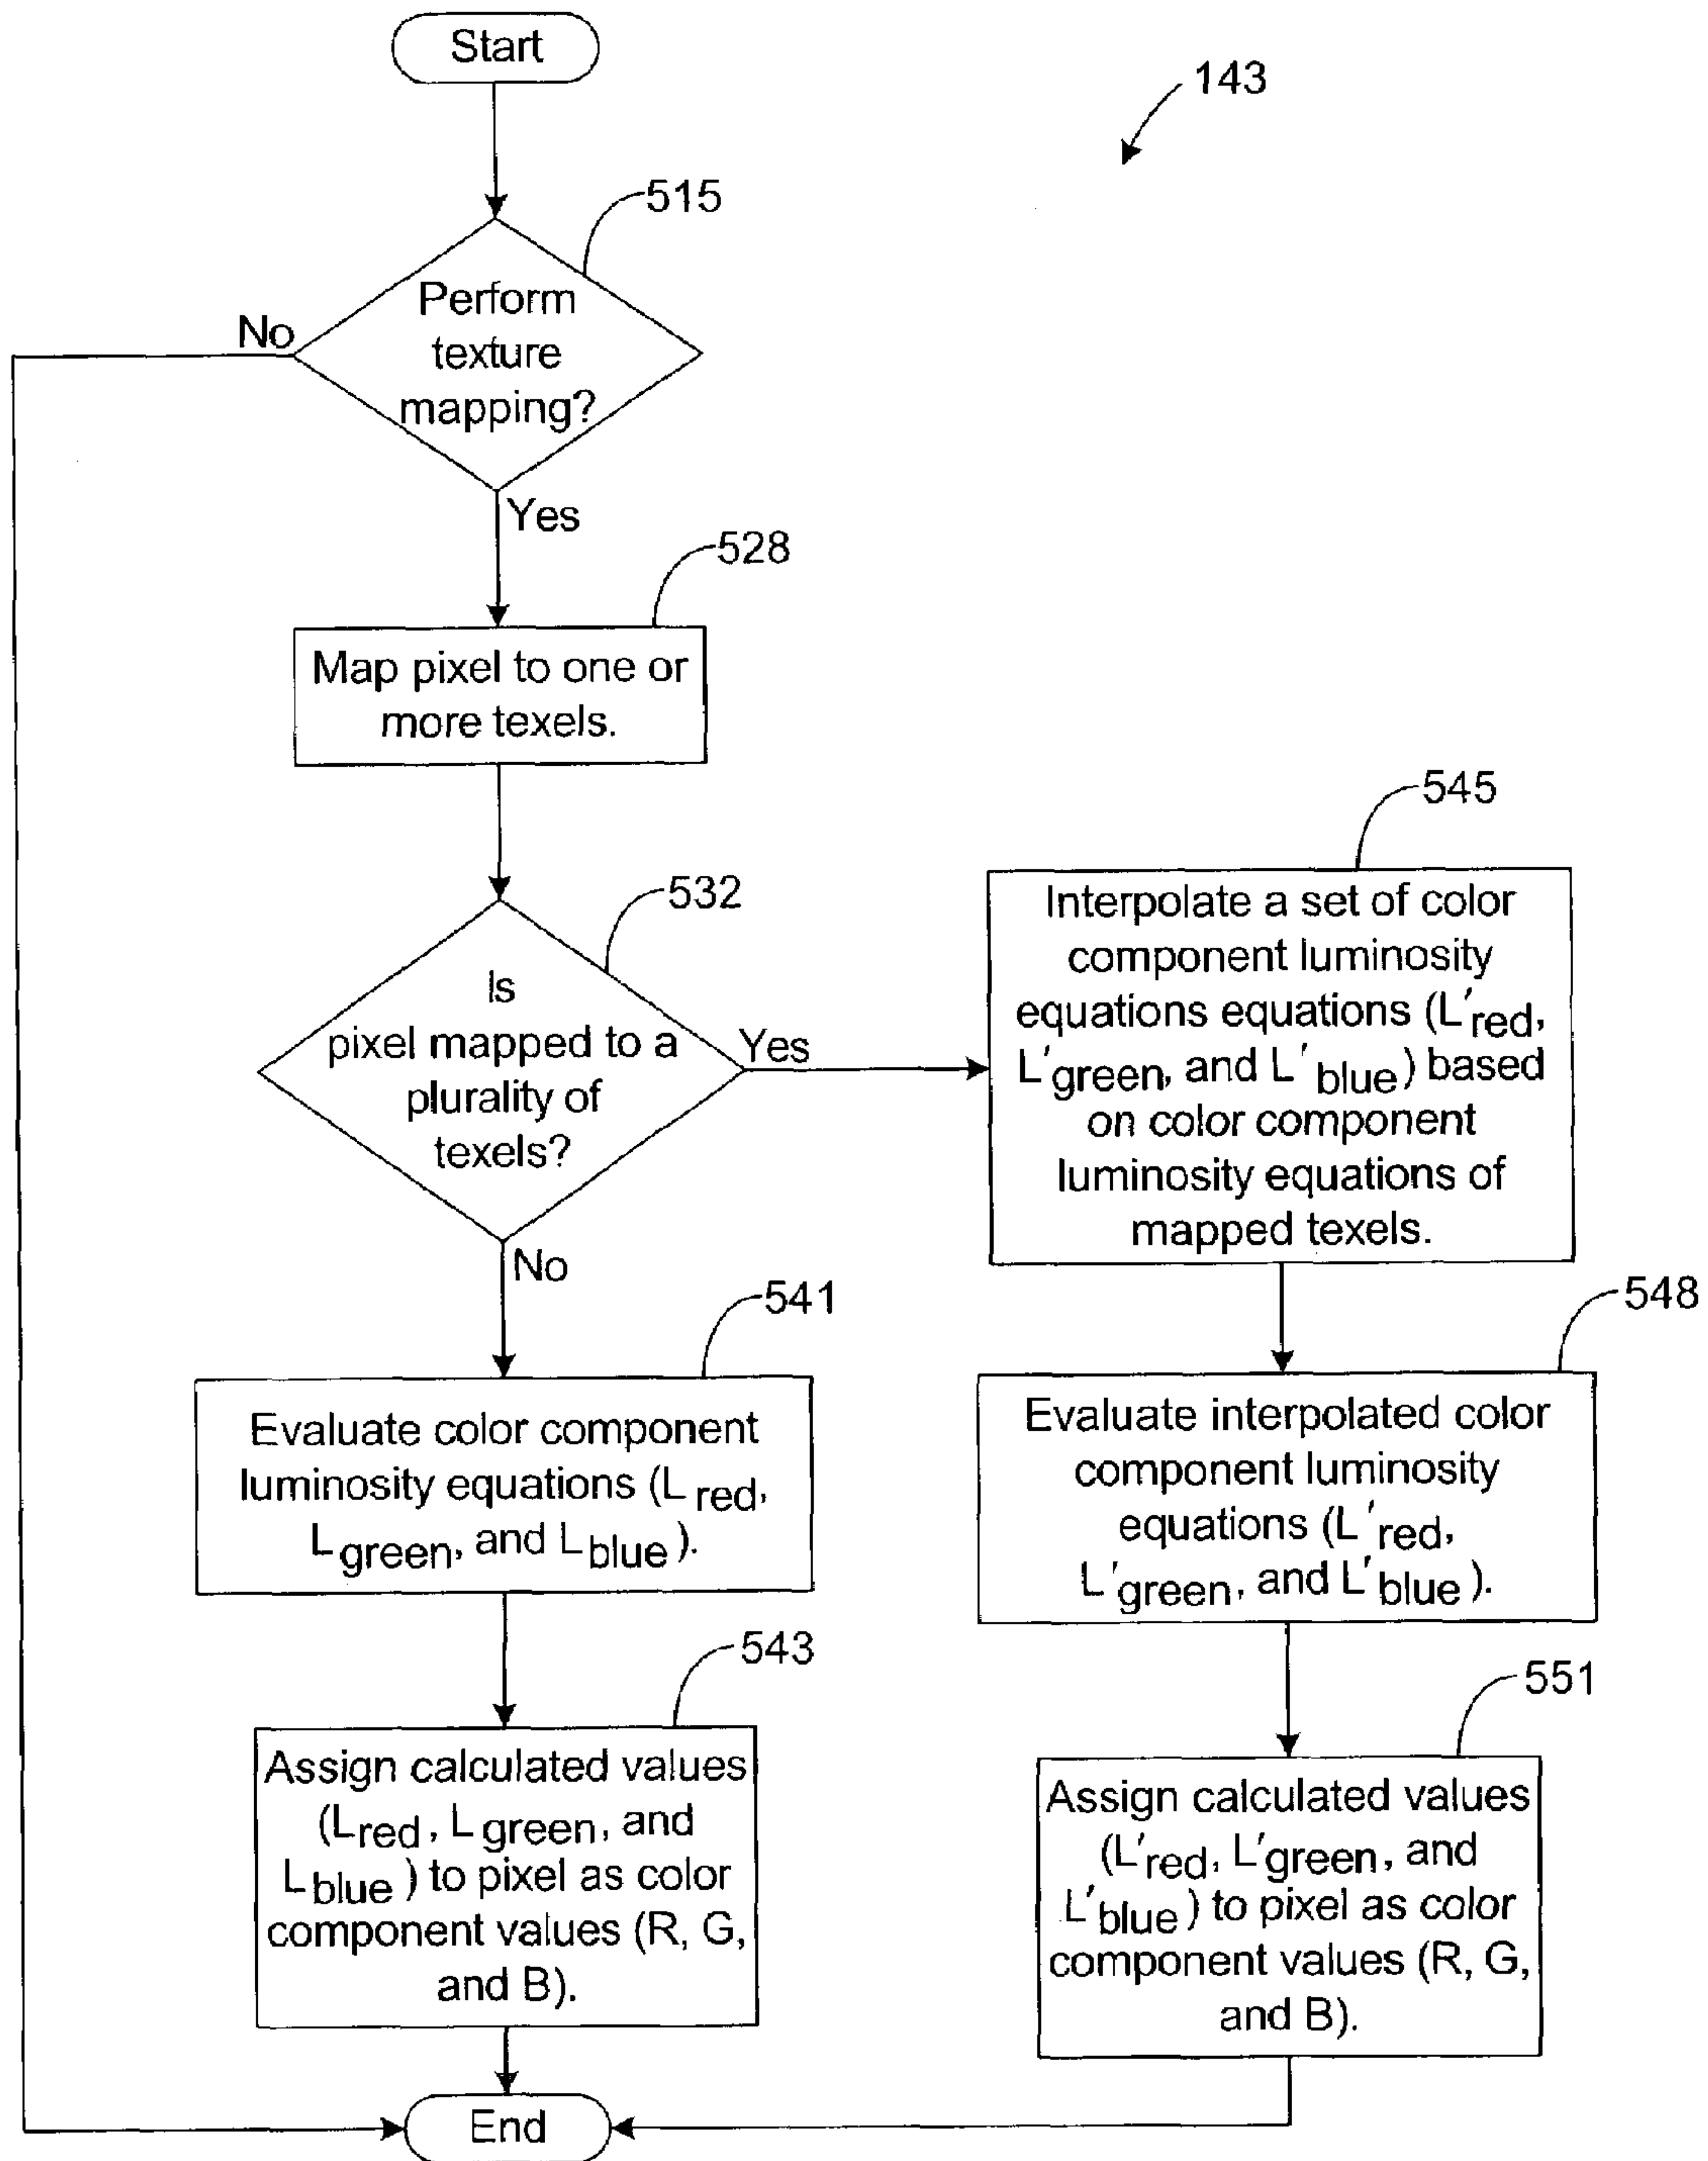 Start
143
515
Perform
texture
mapping?
No
Yes
528
Map pixel to one or
more texels.
532
Is
pixel mapped to a
plurality of
texels?
Yes
No
545
Interpolate a set of color
component luminosity
equations equations (L'red,
L'green, and L'blue) based
on color component
luminosity equations of
mapped texels.
541
Evaluate color component
luminosity equations (Lred,
Lgreen, and Lblue).
548
Evaluate interpolated color
component luminosity
equations (L'red,
L'green, and L'blue).
543
Assign calculated values
(Lred, Lgreen, and
Lblue) to pixel as color
component values (R, G,
and B).
551
Assign calculated values
(L'red, L'green, and
L'blue) to pixel as color
component values (R, G,
and B).
End